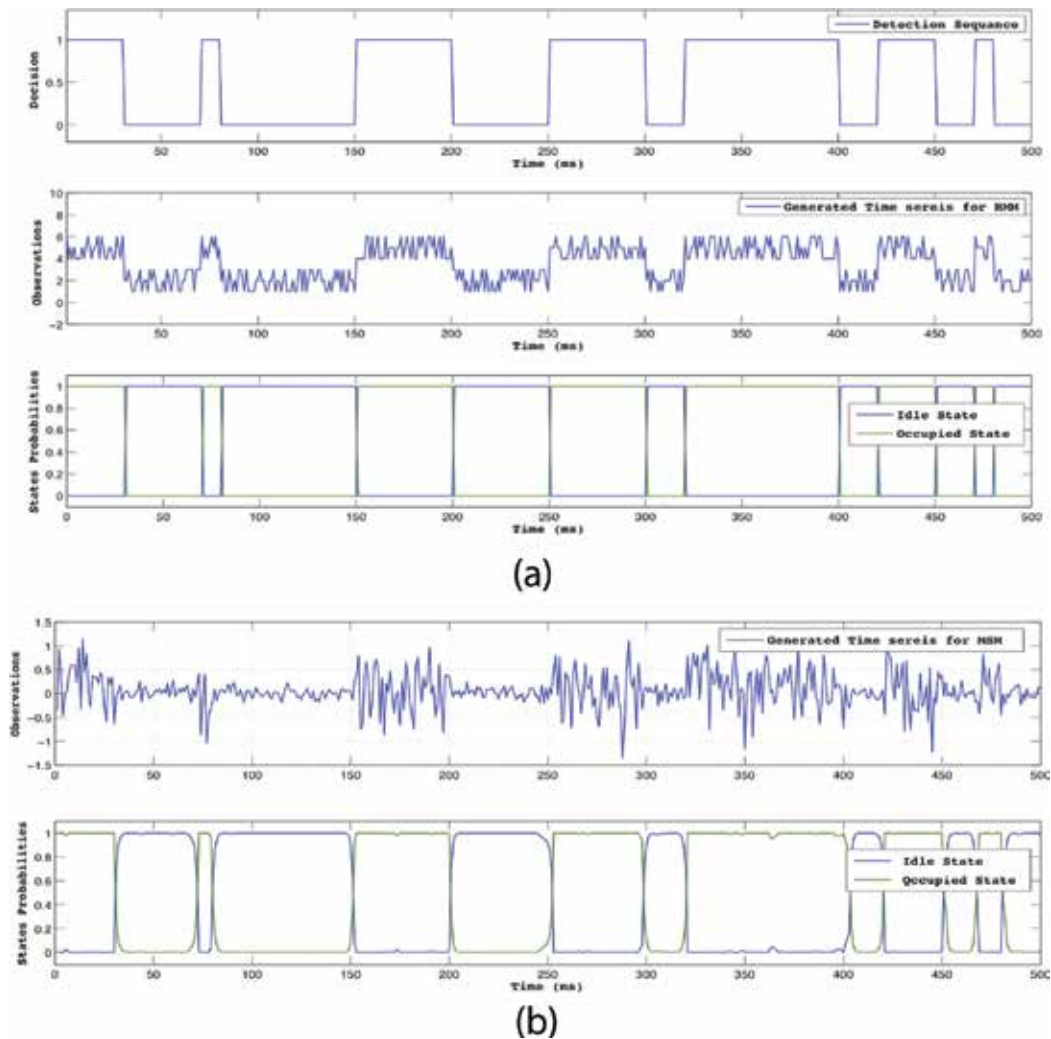 Detection Sequance
Decision
1
0.5
0
50 100 150 200 250 300 350 400 450 500
Time (ms)
Generated Time sereis for HMM
Observations
10
8
6
4
2
0
-2
50 100 150 200 250 300 350 400 450 500
Time (ms)
States Probabilities
1
0.8
0.6
0.4
0.2
0
Idle State
Occupied State
0 50 100 150 200 250 300 350 400 450 500
Time (ms)
(a)
Generated Time sereis for MSM
Observations
1.5
1
0.5
0
-0.5
-1
-1.5
0 50 100 150 200 250 300 350 400 450 500
States Probabilities
1
0.8
0.6
0.4
0.2
0
Idle State
Occupied State
0 50 100 150 200 250 300 350 400 450 500
Time (ms)
(b)